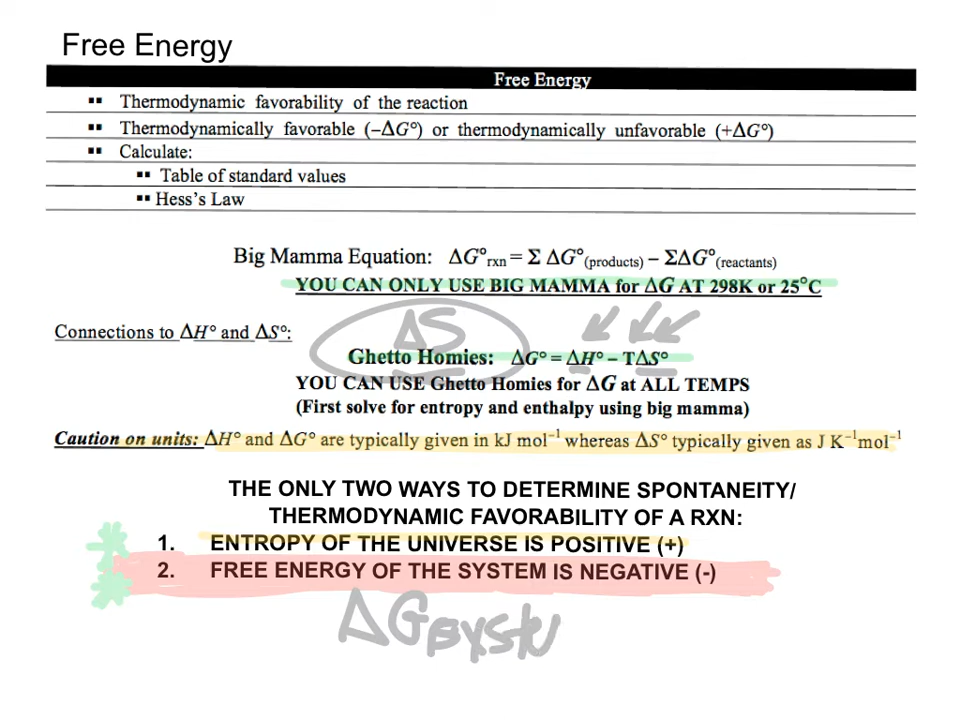 Free Energy
Free Energy
▪▪ Thermodynamic favorability of the reaction
▪▪ Thermodynamically favorable (−ΔG°) or thermodynamically unfavorable (+ΔG°)
▪▪ Calculate:
▪▪ Table of standard values
▪▪ Hess's Law
Big Mamma Equation: ΔG°rxn = Σ ΔG°(products) − ΣΔG°(reactants)
YOU CAN ONLY USE BIG MAMMA for ΔG AT 298K or 25°C
ΔS
Connections to ΔH° and ΔS°:
Ghetto Homies: ΔG° = ΔH° − TΔS°
YOU CAN USE Ghetto Homies for ΔG at ALL TEMPS
(First solve for entropy and enthalpy using big mamma)
Caution on units: ΔH° and ΔG° are typically given in kJ mol⁻¹ whereas ΔS° typically given as J K⁻¹mol⁻¹
THE ONLY TWO WAYS TO DETERMINE SPONTANEITY/
THERMODYNAMIC FAVORABILITY OF A RXN:
1. ENTROPY OF THE UNIVERSE IS POSITIVE (+)
2. FREE ENERGY OF THE SYSTEM IS NEGATIVE (-)
ΔG